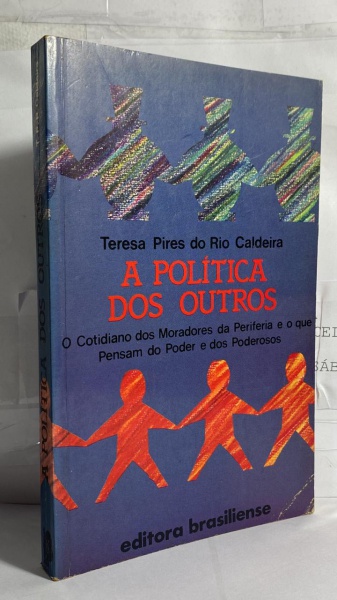 Teresa Pires do Rio Caldeira
A POLÍTICA
DOS OUTROS
O Cotidiano dos Moradores da Periferia e o que
Pensam do Poder e dos Poderosos
editora brasiliense
A POLÍTICA DOS OUTROS